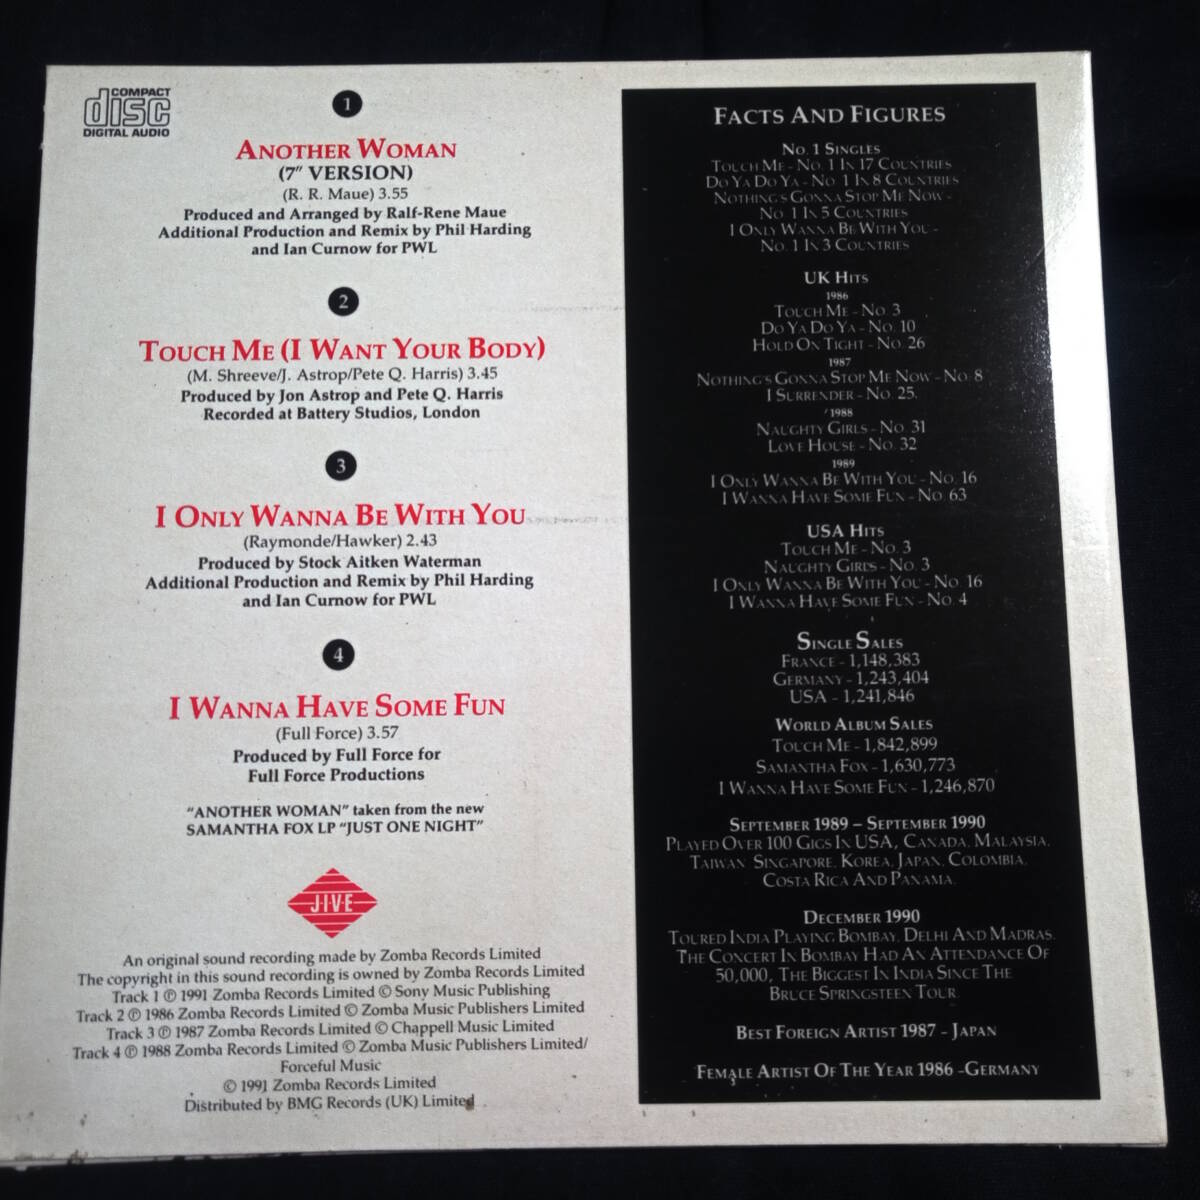 COMPACT
disc
DIGITAL AUDIO
1
ANOTHER WOMAN
(7" VERSION)
(R. R. Maue) 3.55
Produced and Arranged by Ralf-Rene Maue
Additional Production and Remix by Phil Harding
and Ian Curnow for PWL
2
TOUCH ME (I WANT YOUR BODY)
(M. Shreeve/J. Astrop/Pete Q. Harris) 3.45
Produced by Jon Astrop and Pete Q. Harris
Recorded at Battery Studios, London
3
I ONLY WANNA BE WITH YOU
(Raymonde/Hawker) 2.43
Produced by Stock Aitken Waterman
Additional Production and Remix by Phil Harding
and Ian Curnow for PWL
4
I WANNA HAVE SOME FUN
(Full Force) 3.57
Produced by Full Force for
Full Force Productions
"ANOTHER WOMAN" taken from the new
SAMANTHA FOX LP "JUST ONE NIGHT"
J·I·V·E
An original sound recording made by Zomba Records Limited
The copyright in this sound recording is owned by Zomba Records Limited
Track 1 ℗ 1991 Zomba Records Limited © Sony Music Publishing
Track 2 ℗ 1986 Zomba Records Limited © Zomba Music Publishers Limited
Track 3 ℗ 1987 Zomba Records Limited © Chappell Music Limited
Track 4 ℗ 1988 Zomba Records Limited © Zomba Music Publishers Limited/
Forceful Music
© 1991 Zomba Records Limited
Distributed by BMG Records (UK) Limited
FACTS AND FIGURES
NO. 1 SINGLES
TOUCH ME - NO. 1 IN 17 COUNTRIES
DO YA DO YA - NO 1 IN 8 COUNTRIES
NOTHING'S GONNA STOP ME NOW -
NO. 1 IN 5 COUNTRIES
I ONLY WANNA BE WITH YOU -
NO. 1 IN 3 COUNTRIES
UK HITS
1986
TOUCH ME - NO. 3
DO YA DO YA - NO. 10
HOLD ON TIGHT - NO. 26
1987
NOTHING'S GONNA STOP ME NOW - NO. 8
I SURRENDER - NO. 25.
1988
NAUGHTY GIRLS - NO. 31
LOVE HOUSE - NO. 32
1989
I ONLY WANNA BE WITH YOU - NO. 16
I WANNA HAVE SOME FUN - NO. 63
USA HITS
TOUCH ME - NO. 3
NAUGHTY GIRLS - NO. 3
I ONLY WANNA BE WITH YOU - NO. 16
I WANNA HAVE SOME FUN - NO. 4
SINGLE SALES
FRANCE - 1,148,383
GERMANY - 1,243,404
USA - 1,241,846
WORLD ALBUM SALES
TOUCH ME - 1,842,899
SAMANTHA FOX - 1,630,773
I WANNA HAVE SOME FUN - 1,246,870
SEPTEMBER 1989 – SEPTEMBER 1990
PLAYED OVER 100 GIGS IN USA, CANADA, MALAYSIA,
TAIWAN SINGAPORE, KOREA, JAPAN, COLOMBIA,
COSTA RICA AND PANAMA.
DECEMBER 1990
TOURED INDIA PLAYING BOMBAY, DELHI AND MADRAS.
THE CONCERT IN BOMBAY HAD AN ATTENDANCE OF
50,000, THE BIGGEST IN INDIA SINCE THE
BRUCE SPRINGSTEEN TOUR.
BEST FOREIGN ARTIST 1987 - JAPAN
FEMALE ARTIST OF THE YEAR 1986 -GERMANY